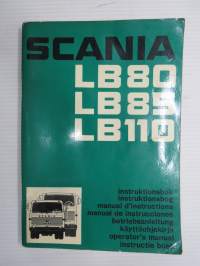 SCANIA
LB80
LB85
LB110
instruktionsbok
instruktionsbog
manual d'instructions
manual de instrucciones
betriebsanleitung
käyttöohjekirja
operator's manual
instructie boek